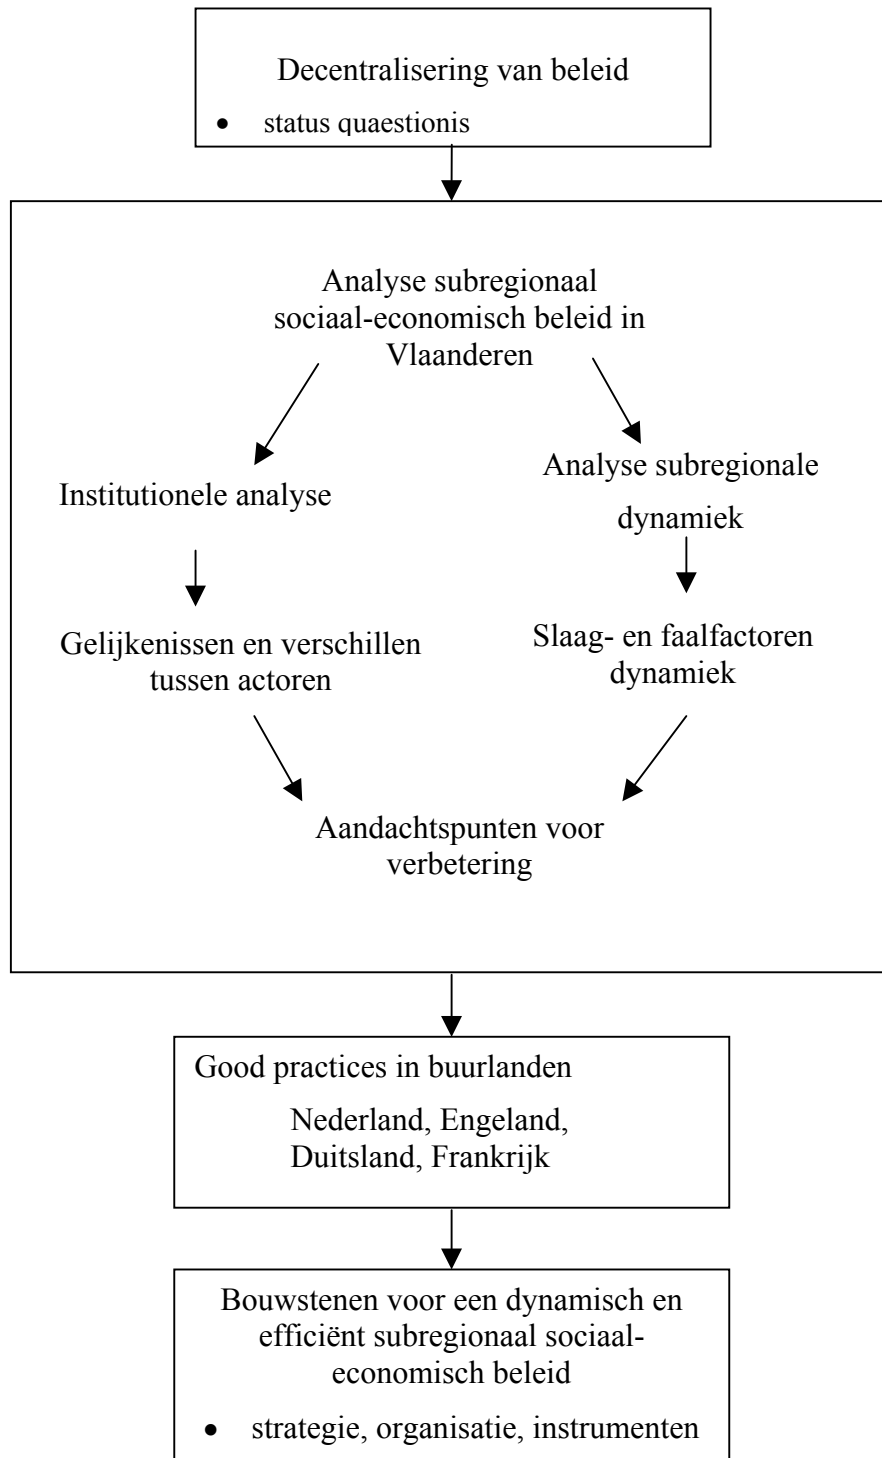 Decentralisering van beleid
• status quaestionis
Analyse subregionaal
sociaal-economisch beleid in
Vlaanderen
Institutionele analyse
Analyse subregionale
dynamiek
Gelijkenissen en verschillen
tussen actoren
Slaag- en faalfactoren
dynamiek
Aandachtspunten voor
verbetering
Good practices in buurlanden
Nederland, Engeland,
Duitsland, Frankrijk
Bouwstenen voor een dynamisch en
efficiënt subregionaal sociaal-
economisch beleid
• strategie, organisatie, instrumenten